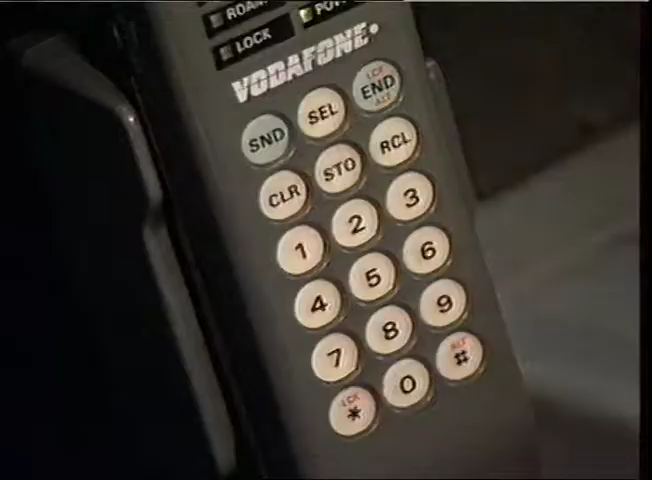 LOCK
VODAFONE
SND SEL LCK END ALT
CLR STO RCL
1 2 3
4 5 6
7 8 9
LCK * 0 ALT #